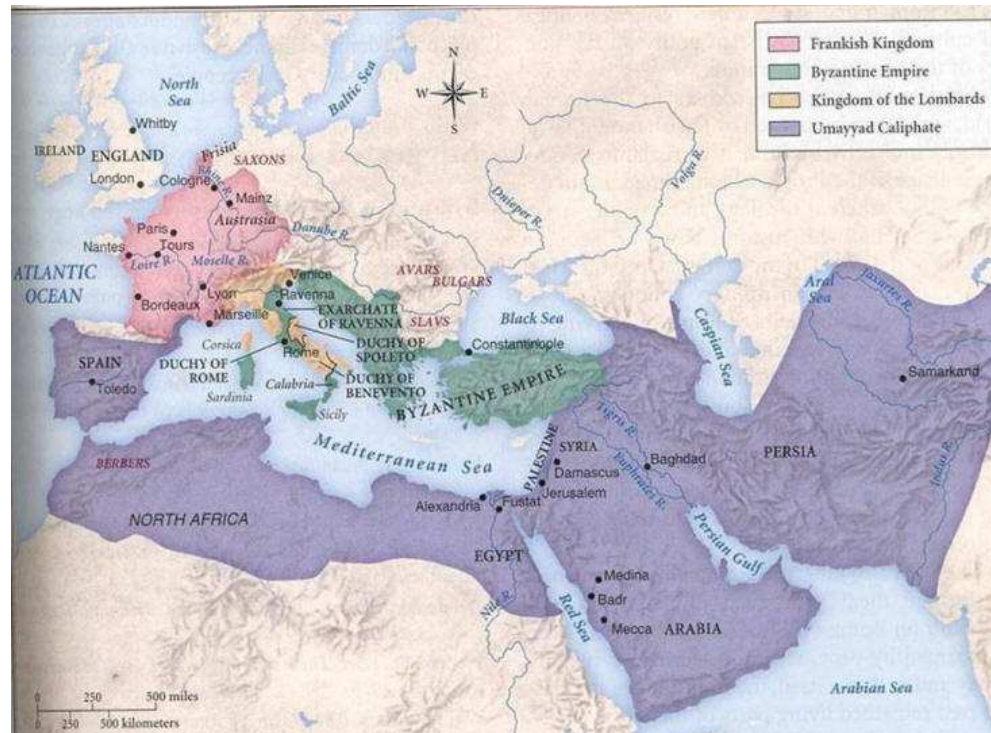 Frankish Kingdom
Byzantine Empire
Kingdom of the Lombards
Umayyad Caliphate
N
W
E
S
North
Sea
Baltic Sea
Whitby
IRELAND
ENGLAND
London
Frisia
SAXONS
Cologne
Rhine R.
Mainz
Austrasia
Paris
Nantes
Tours
Loire R.
Moselle R.
Danube R.
Dnieper R.
Volga R.
ATLANTIC
OCEAN
Bordeaux
Lyon
Marseille
Venice
Ravenna
EXARCHATE
OF RAVENNA
AVARS
BULGARS
SLAVS
Black Sea
Caspian Sea
Aral
Sea
Jaxartes R.
Samarkand
SPAIN
Toledo
Corsica
DUCHY OF
ROME
Rome
DUCHY OF
SPOLETO
DUCHY OF
BENEVENTO
Sardinia
Calabria
Sicily
Constantinople
BYZANTINE EMPIRE
Mediterranean Sea
BERBERS
NORTH AFRICA
Alexandria
Fustat
EGYPT
Nile R.
PALESTINE
SYRIA
Damascus
Jerusalem
Tigris R.
Euphrates R.
Baghdad
PERSIA
Indus R.
Persian Gulf
Red Sea
Medina
Badr
Mecca
ARABIA
Arabian Sea
0 250 500 miles
0 250 500 kilometers